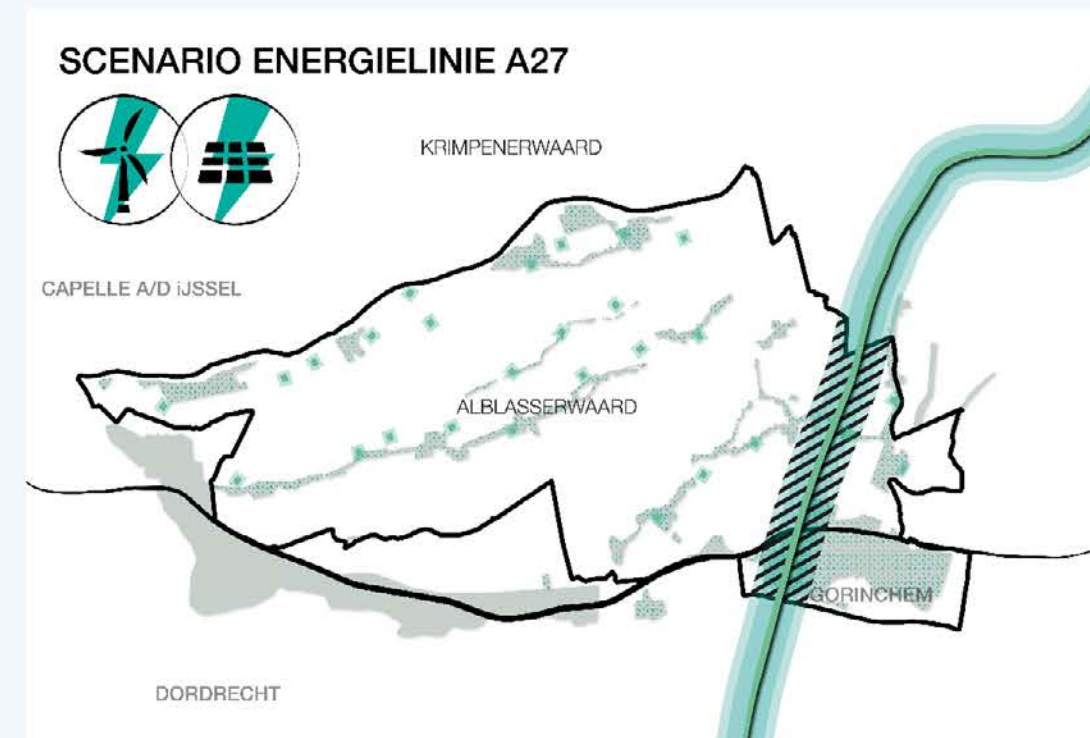 SCENARIO ENERGIELINIE A27
KRIMPENERWAARD
CAPELLE A/D iJSSEL
ALBLASSERWAARD
GORINCHEM
DORDRECHT